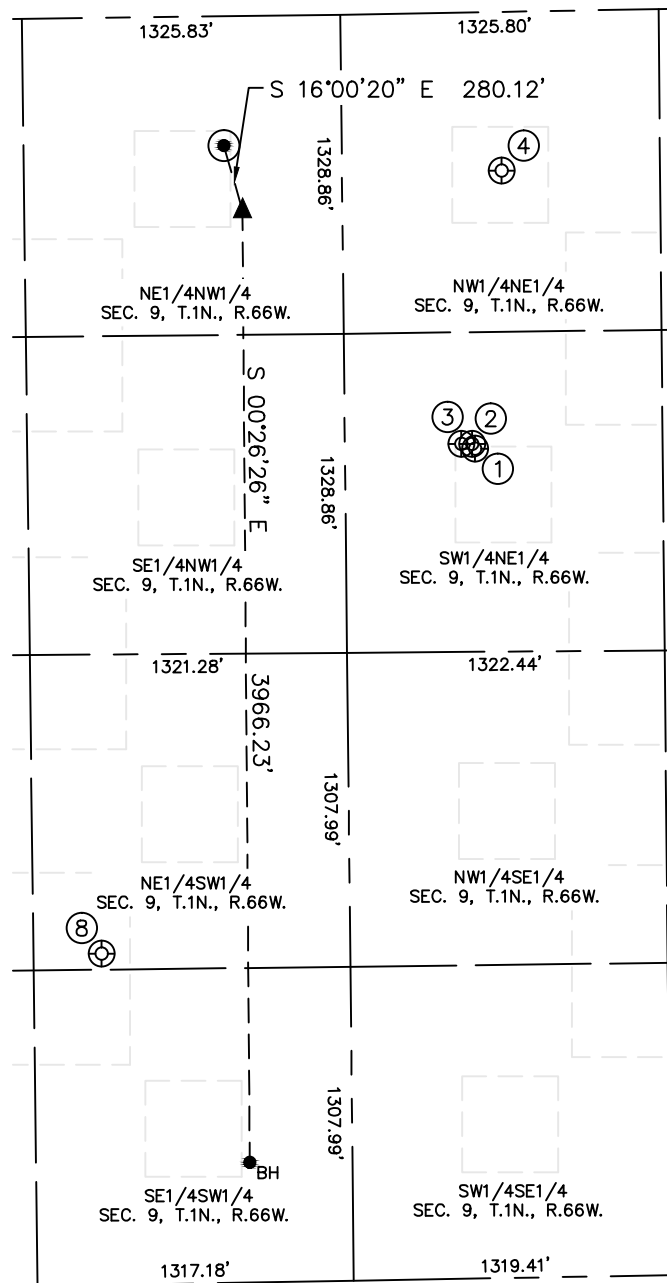 1325.83'
1325.80'
S 16°00'20" E 280.12'
1328.86'
4
NE1/4NW1/4
SEC. 9, T.1N., R.66W.
NW1/4NE1/4
SEC. 9, T.1N., R.66W.
S 00°26'26" E 3966.23'
3
2
1
1328.86'
SE1/4NW1/4
SEC. 9, T.1N., R.66W.
SW1/4NE1/4
SEC. 9, T.1N., R.66W.
1321.28'
1322.44'
1307.99'
NE1/4SW1/4
SEC. 9, T.1N., R.66W.
NW1/4SE1/4
SEC. 9, T.1N., R.66W.
8
1307.99'
BH
SE1/4SW1/4
SEC. 9, T.1N., R.66W.
SW1/4SE1/4
SEC. 9, T.1N., R.66W.
1317.18'
1319.41'